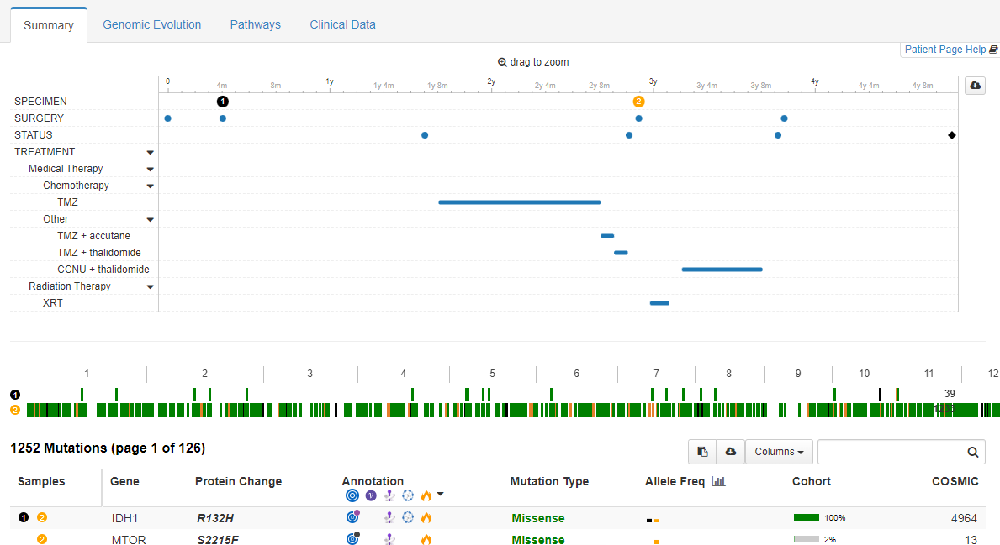 Summary Genomic Evolution Pathways Clinical Data
Patient Page Help
drag to zoom
0 4m 8m 1y 1y 4m 1y 8m 2y 2y 4m 2y 8m 3y 3y 4m 3y 8m 4y 4y 4m 4y 8m
SPECIMEN 1 2
SURGERY
STATUS
TREATMENT
Medical Therapy
Chemotherapy
TMZ
Other
TMZ + accutane
TMZ + thalidomide
CCNU + thalidomide
Radiation Therapy
XRT
1 2 3 4 5 6 7 8 9 10 11 12
1 39
2
1252 Mutations (page 1 of 126) Columns
Samples Gene Protein Change Annotation Mutation Type Allele Freq Cohort COSMIC
1 2 IDH1 R132H Missense 100% 4964
2 MTOR S2215F Missense 2% 13